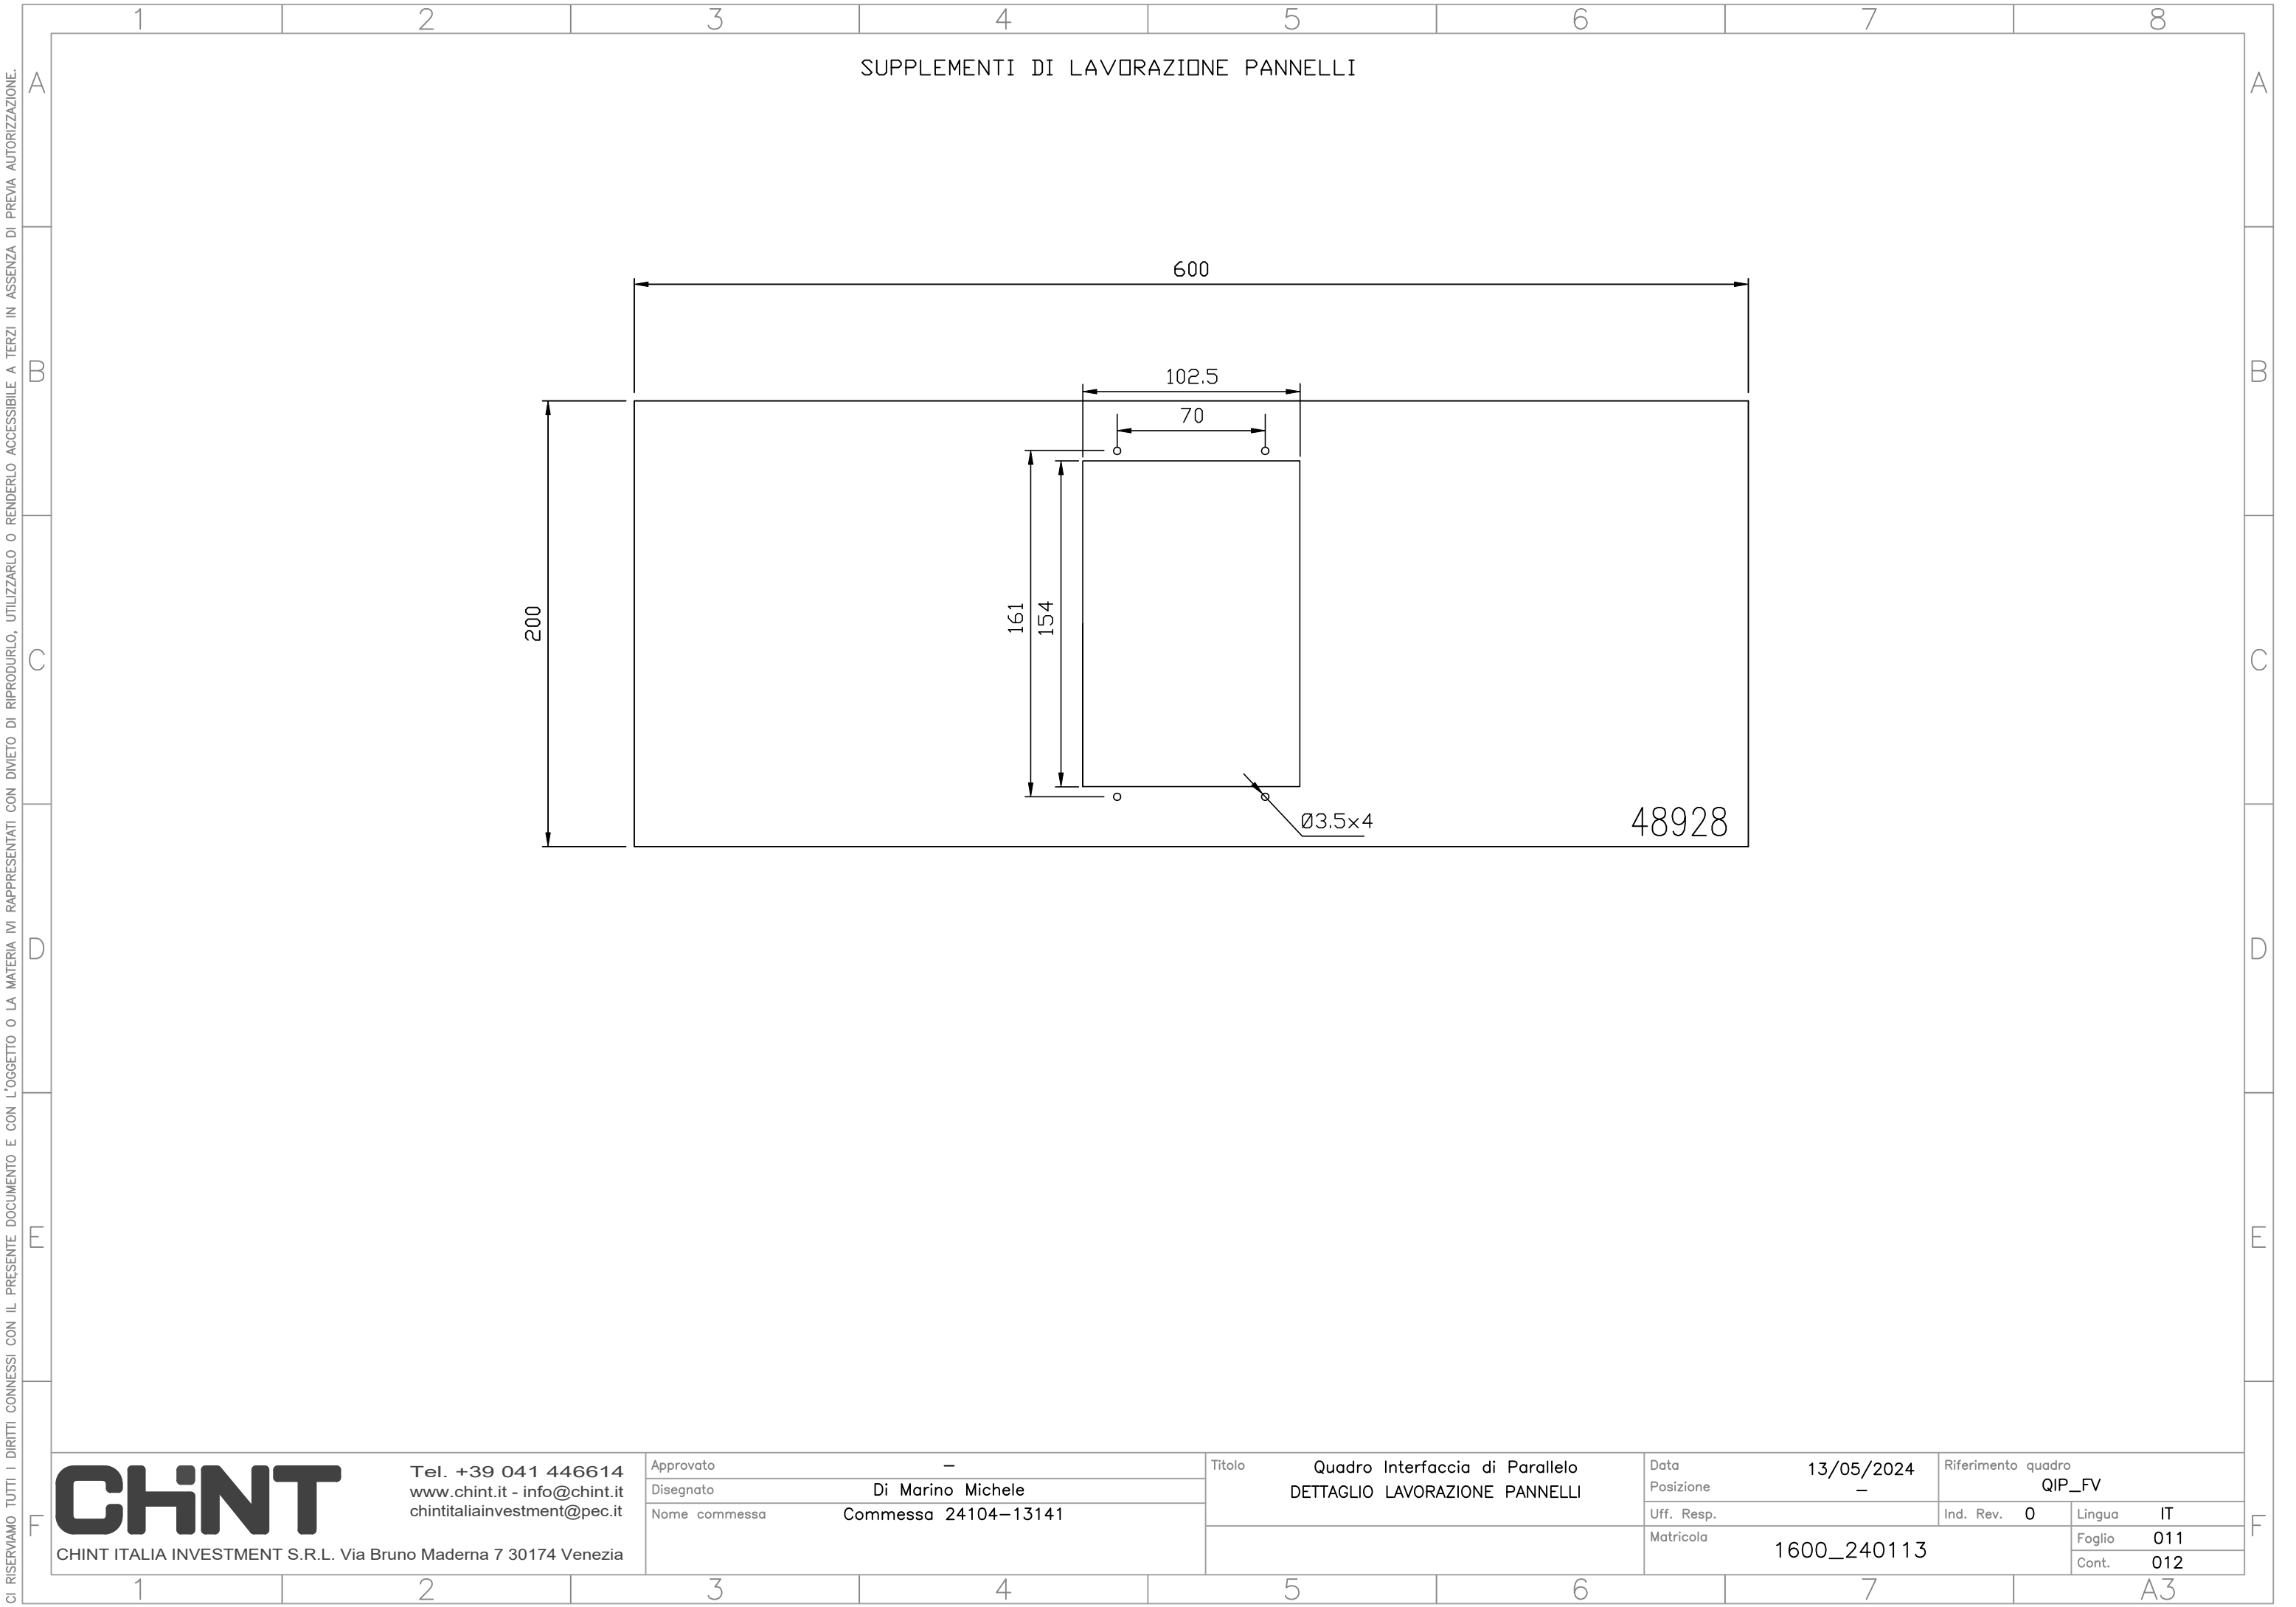 1 2 3 4 5 6 7 8
SUPPLEMENTI DI LAVORAZIONE PANNELLI
A A
B B
C C
D D
E E
F F
CI RISERVIAMO TUTTI I DIRITTI CONNESSI CON IL PRESENTE DOCUMENTO E CON L'OGGETTO O LA MATERIA IVI RAPPRESENTATI CON DIVIETO DI RIPRODURLO, UTILIZZARLO O RENDERLO ACCESSIBILE A TERZI IN ASSENZA DI PREVIA AUTORIZZAZIONE.
600
102.5
70
200
161
154
Ø3.5x4
48928
CHINT
Tel. +39 041 446614
www.chint.it - info@chint.it
chintitaliainvestment@pec.it
CHINT ITALIA INVESTMENT S.R.L. Via Bruno Maderna 7 30174 Venezia
Approvato –
Disegnato Di Marino Michele
Nome commessa Commessa 24104-13141
Titolo Quadro Interfaccia di Parallelo
DETTAGLIO LAVORAZIONE PANNELLI
Data 13/05/2024
Posizione –
Riferimento quadro
QIP_FV
Uff. Resp.
Ind. Rev. 0
Lingua IT
Matricola 1600_240113
Foglio 011
Cont. 012
1 2 3 4 5 6 7 A3